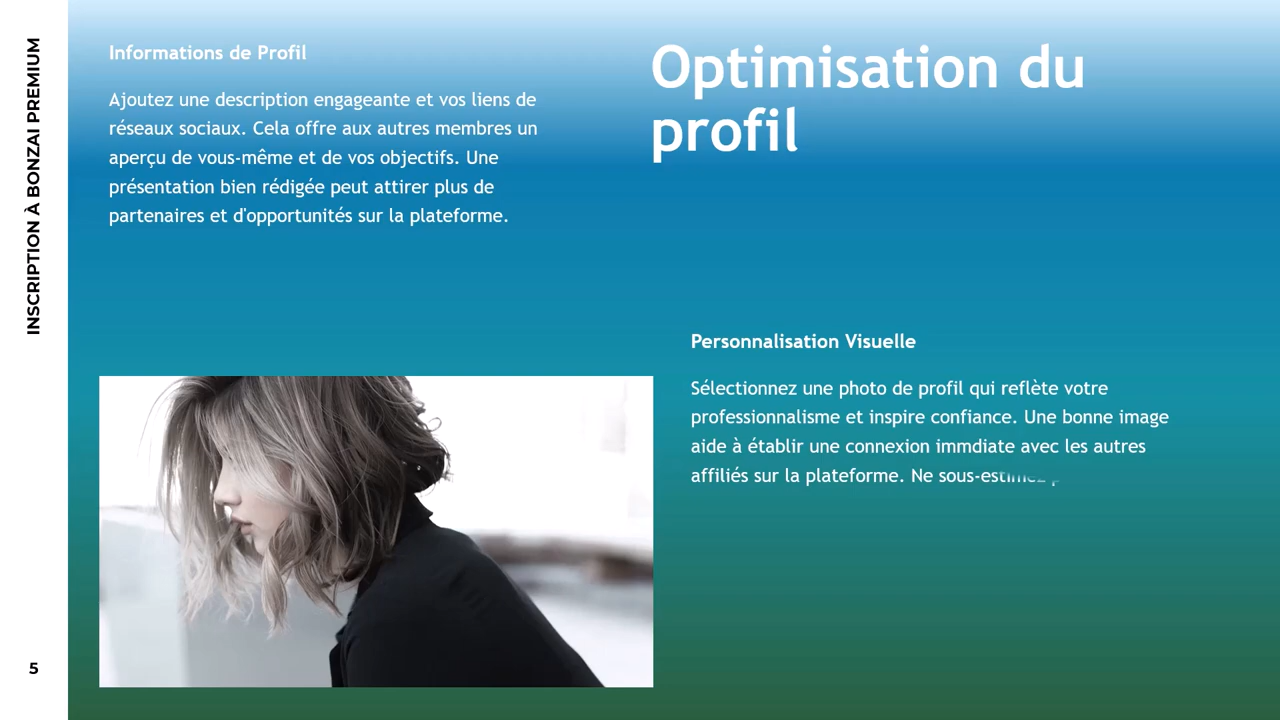 INSCRIPTION À BONZAI PREMIUM
Informations de Profil
Ajoutez une description engageante et vos liens de
réseaux sociaux. Cela offre aux autres membres un
aperçu de vous-même et de vos objectifs. Une
présentation bien rédigée peut attirer plus de
partenaires et d'opportunités sur la plateforme.
Optimisation du
profil
Personnalisation Visuelle
Sélectionnez une photo de profil qui reflète votre
professionnalisme et inspire confiance. Une bonne image
aide à établir une connexion immdiate avec les autres
affiliés sur la plateforme. Ne sous-estimez
5